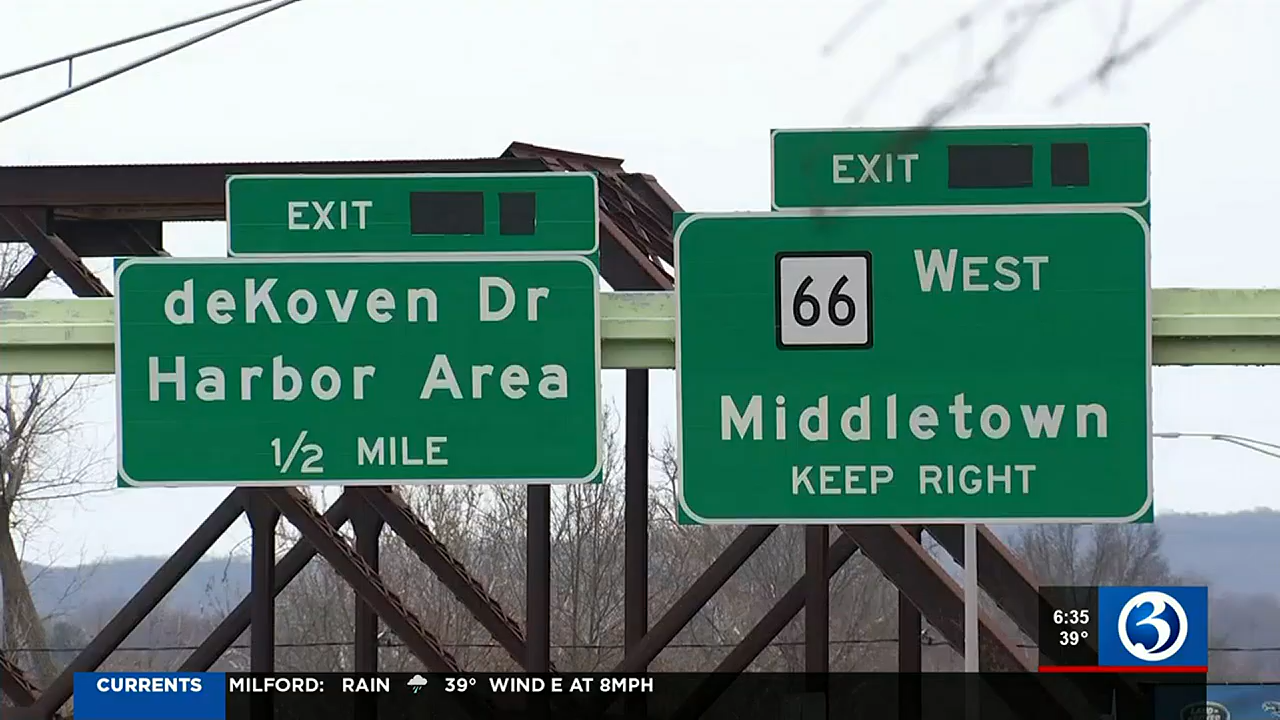 EXIT
deKoven Dr
Harbor Area
1/2 MILE
EXIT
66 WEST
Middletown
KEEP RIGHT
6:35
39°
3
CURRENTS MILFORD: RAIN 39° WIND E AT 8MPH